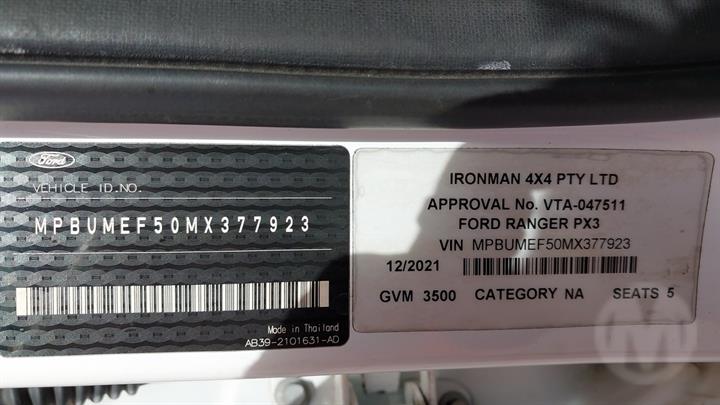 Ford
VEHICLE ID.NO.
MPBUMEF50MX377923
Made in Thailand
AB39-2101631-AD
IRONMAN 4X4 PTY LTD
APPROVAL No. VTA-047511
FORD RANGER PX3
VIN MPBUMEF50MX377923
12/2021
GVM 3500 CATEGORY NA SEATS 5
M